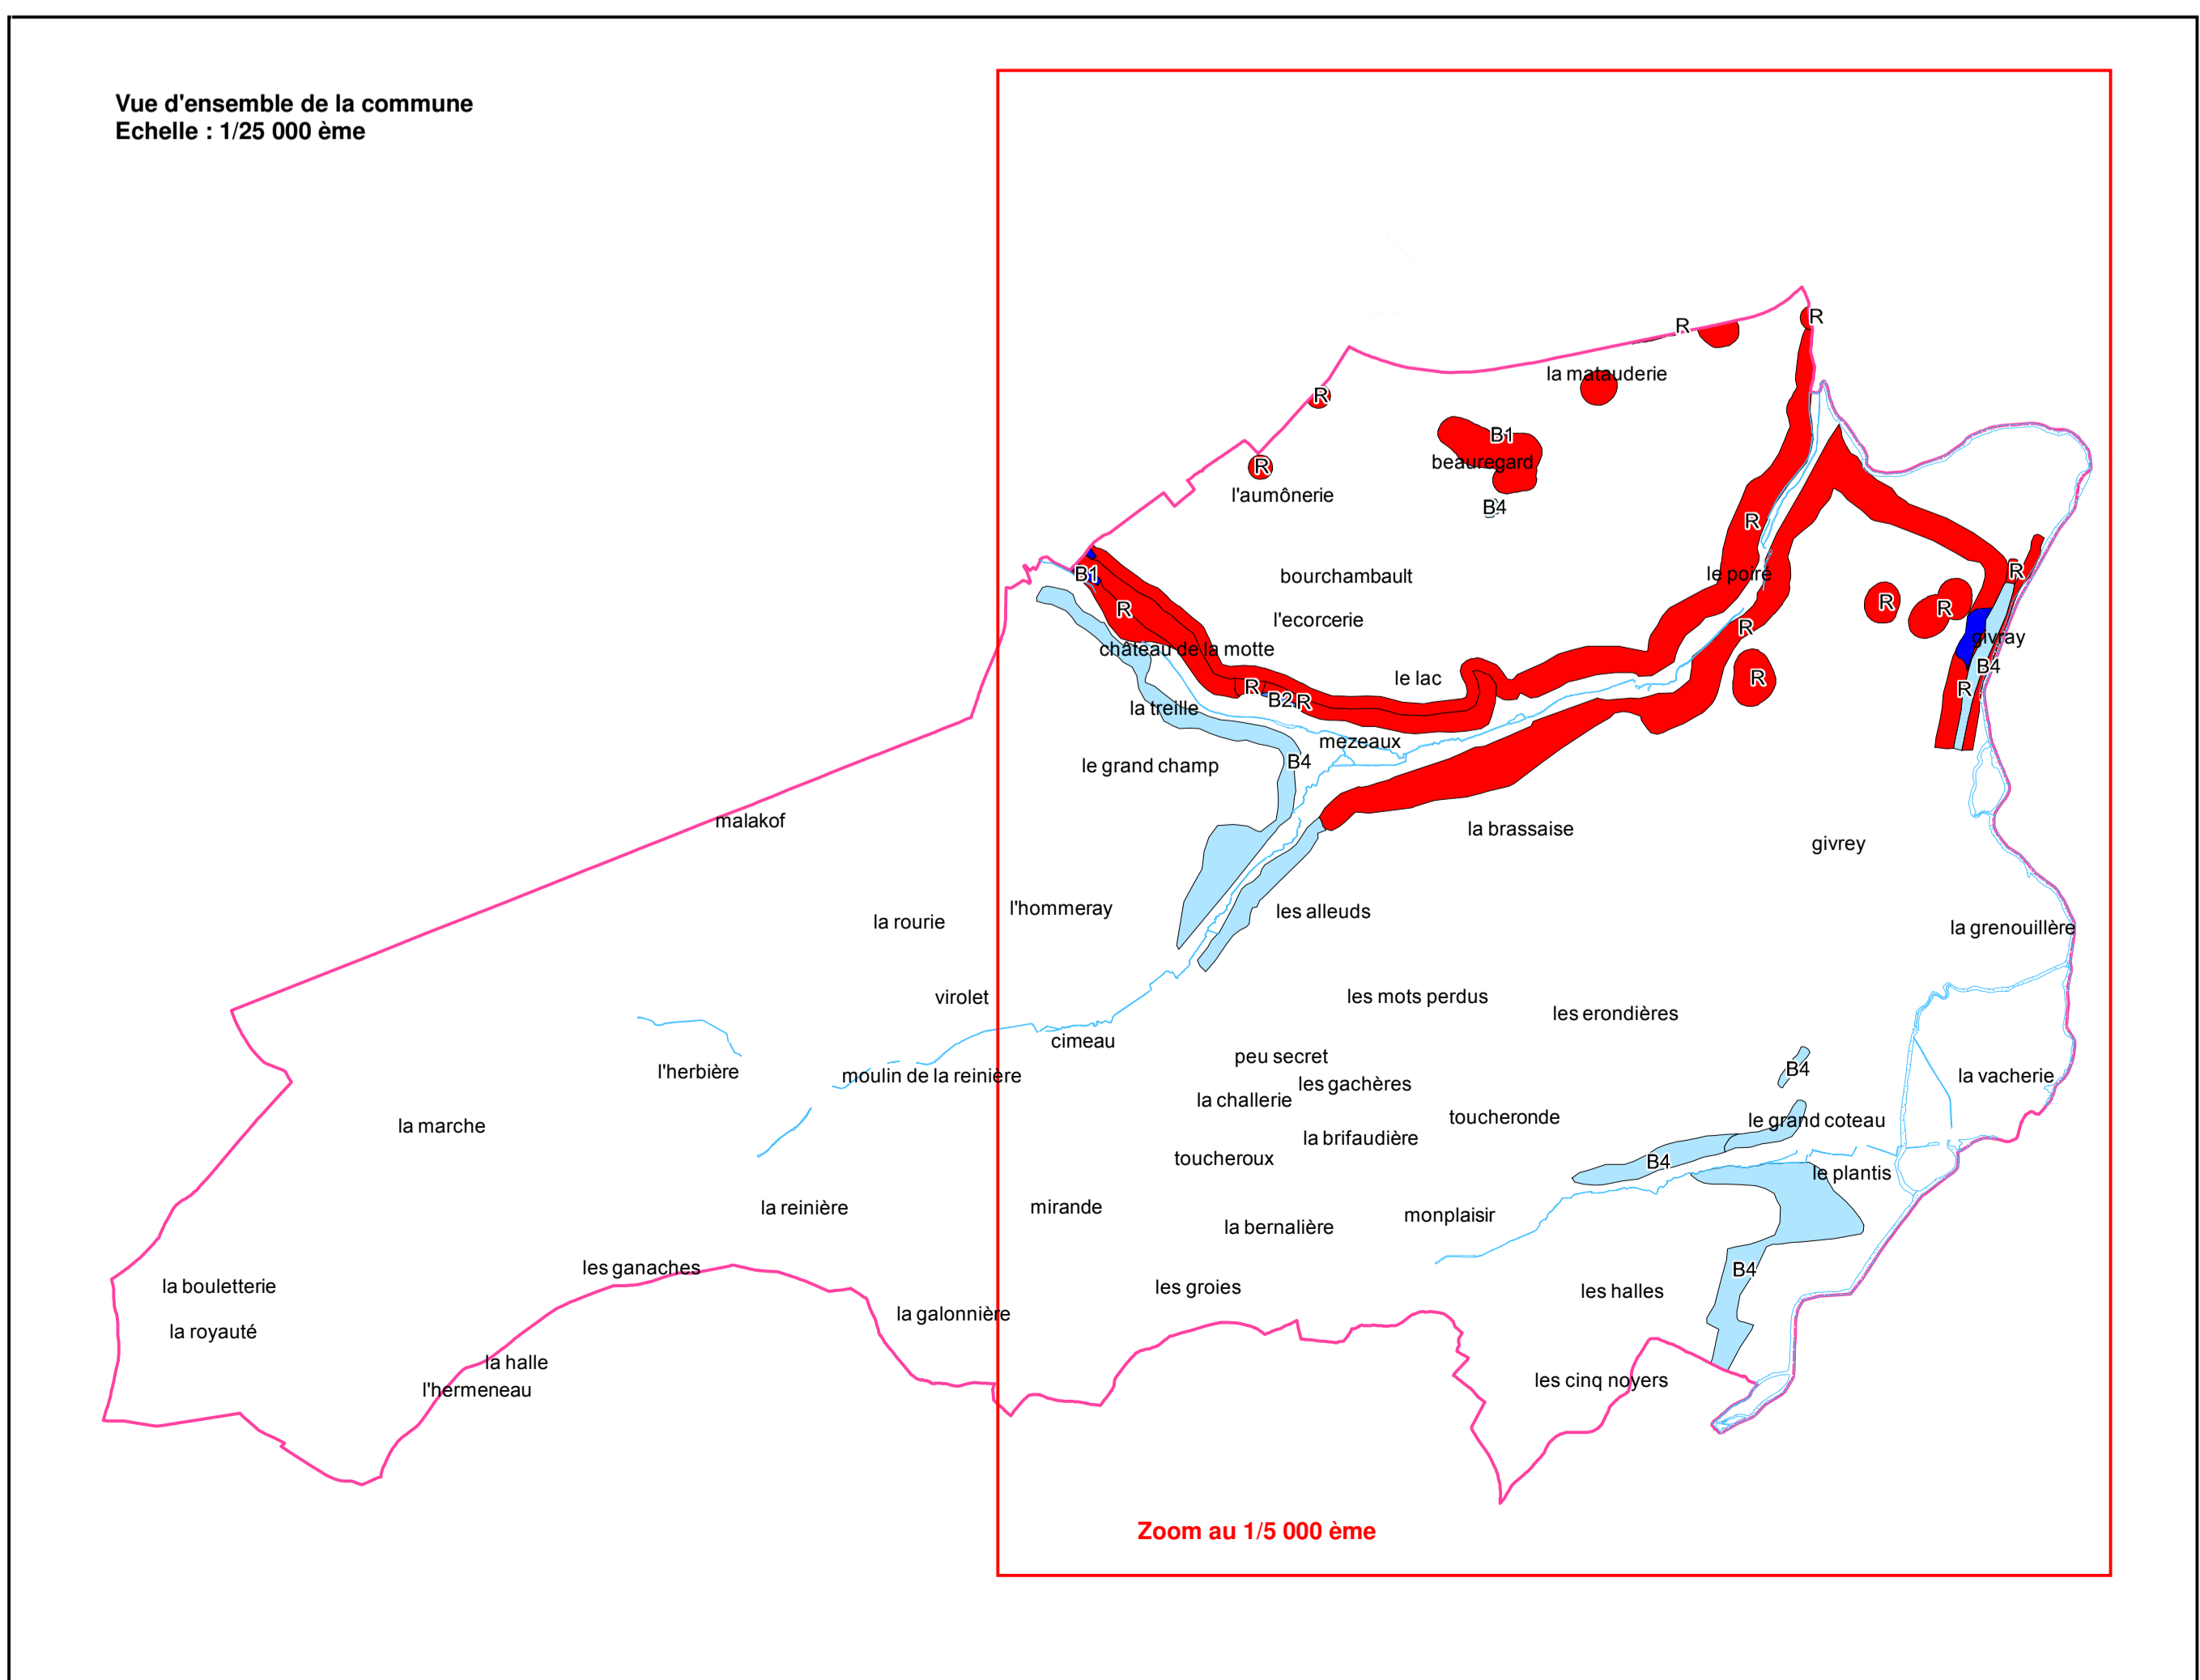 Vue d'ensemble de la commune
Echelle : 1/25 000 ème
R
R
la matauderie
R
B1
beauregard
R
l'aumônerie
B4
R
B1
bourchambault
le poiré
R
R
R
R
l'ecorcerie
R
givray
château de la motte
B4
le lac
R
R
R
B2
R
la treille
mezeaux
B4
le grand champ
malakof
la brassaise
givrey
la rourie
l'hommeray
les alleuds
la grenouillère
virolet
les mots perdus
les erondières
cimeau
peu secret
l'herbière
moulin de la reinière
les gachères
B4
la vacherie
la challerie
la marche
toucheronde
le grand coteau
la brifaudière
toucheroux
B4
le plantis
la reinière
mirande
monplaisir
la bernalière
les ganaches
B4
la bouletterie
les groies
les halles
la galonnière
la royauté
la halle
l'hermeneau
les cinq noyers
Zoom au 1/5 000 ème